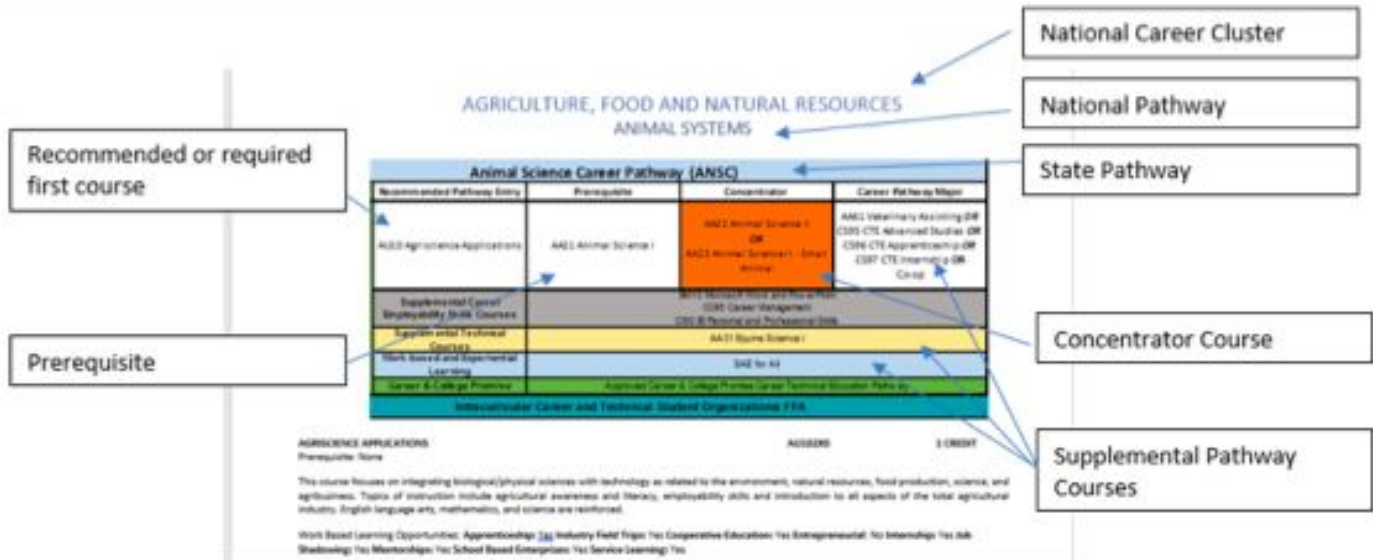 National Career Cluster
AGRICULTURE, FOOD AND NATURAL RESOURCES
National Pathway
ANIMAL SYSTEMS
Recommended or required
first course
State Pathway
Animal Science Career Pathway (ANSC)
Recommended Pathway Entry Prerequisite Concentrator Career Pathway Major
AU10 Agriscience Applications
AA21 Animal Science I
AA22 Animal Science II
OR
AA23 Animal Science II - Small
Animal
AA61 Veterinary Assisting OR
CS95 CTE Advanced Studies OR
CS96 CTE Apprenticeship OR
CS97 CTE Internship OR
Supplemental Career
Employability Skills Courses
Microsoft Word and PowerPoint
Career Management
Personal and Professional Skills
Supplemental Technical
Courses
AA31 Equine Science I
Work-based and Experiential
Learning
SAE for All
Career & College Promise
Approved Career & College Promise Career Technical Education Pathway
Intracurricular Career and Technical Student Organizations: FFA
Prerequisite
Concentrator Course
Supplemental Pathway
Courses
AGRISCIENCE APPLICATIONS 1 CREDIT
Prerequisite: None
This course focuses on integrating biological/physical sciences with technology as related to the environment, natural resources, food production, science, and
agribusiness. Topics of instruction include agricultural awareness and literacy, employability skills and introduction to all aspects of the total agricultural
industry. English language arts, mathematics, and science are reinforced.
Work Based Learning Opportunities: Apprenticeship: Yes Industry Field Trips: Yes Cooperative Education: Yes Entrepreneurial: No Internship: Yes Job
Shadowing: Yes Mentorship: Yes School Based Enterprises: Yes Service Learning: Yes